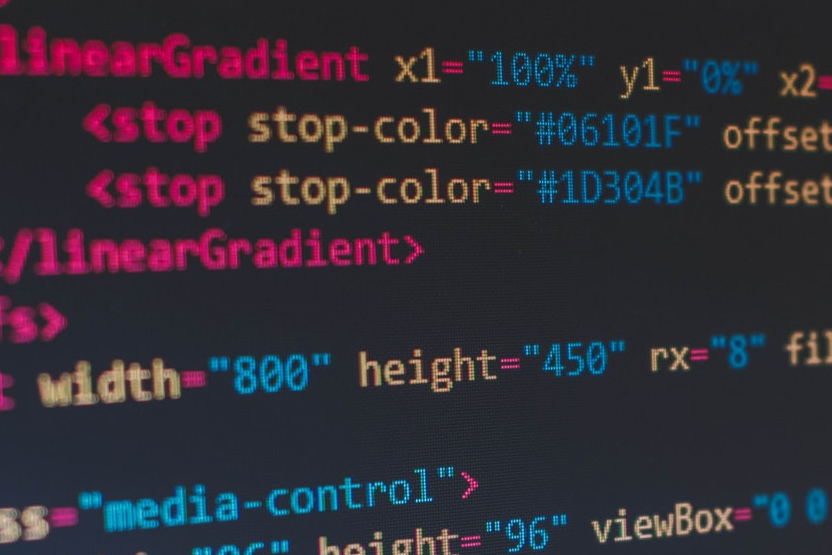 linearGradient x1="100%" y1="0%" x2=
<stop stop-color="#06101F" offset
<stop stop-color="#1D304B" offset
</linearGradient>
fs>
t width="800" height="450" rx="8" fil
ss="media-control">
"96" height="96" viewBox="0 0